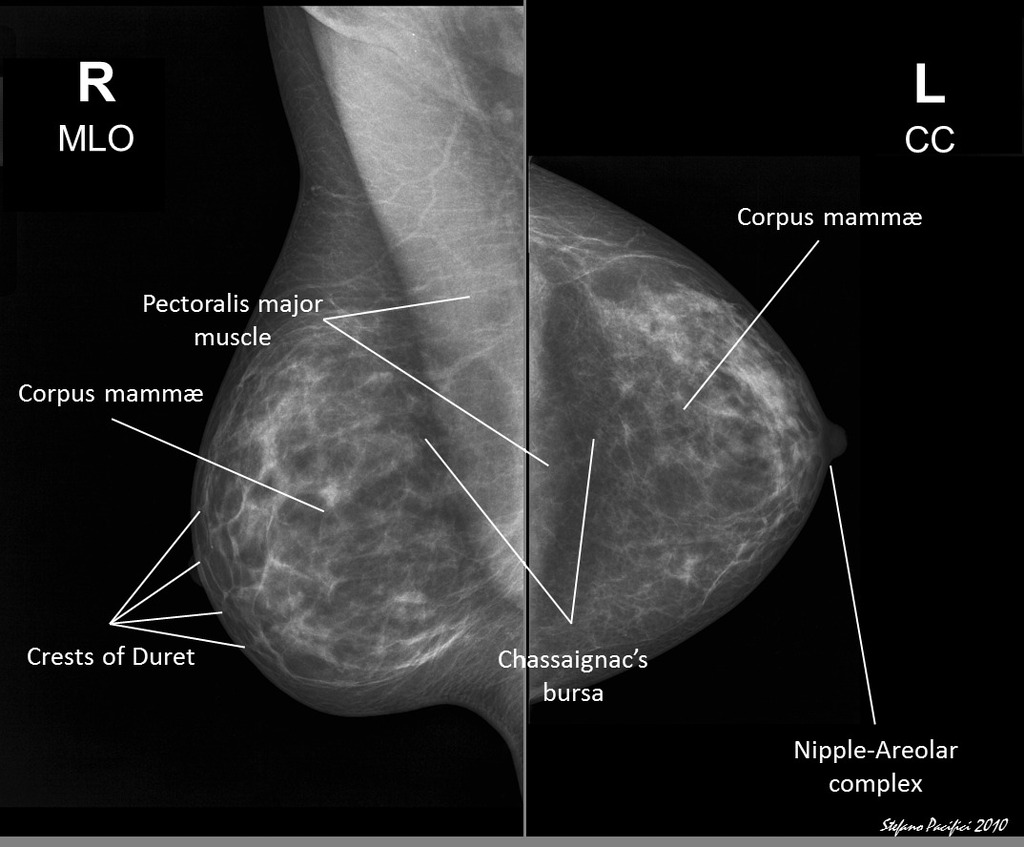 R
MLO
L
CC
Corpus mammæ
Pectoralis major
muscle
Corpus mammæ
Crests of Duret
Chassaignac’s
bursa
Nipple-Areolar
complex
Stefano Pacifici 2010